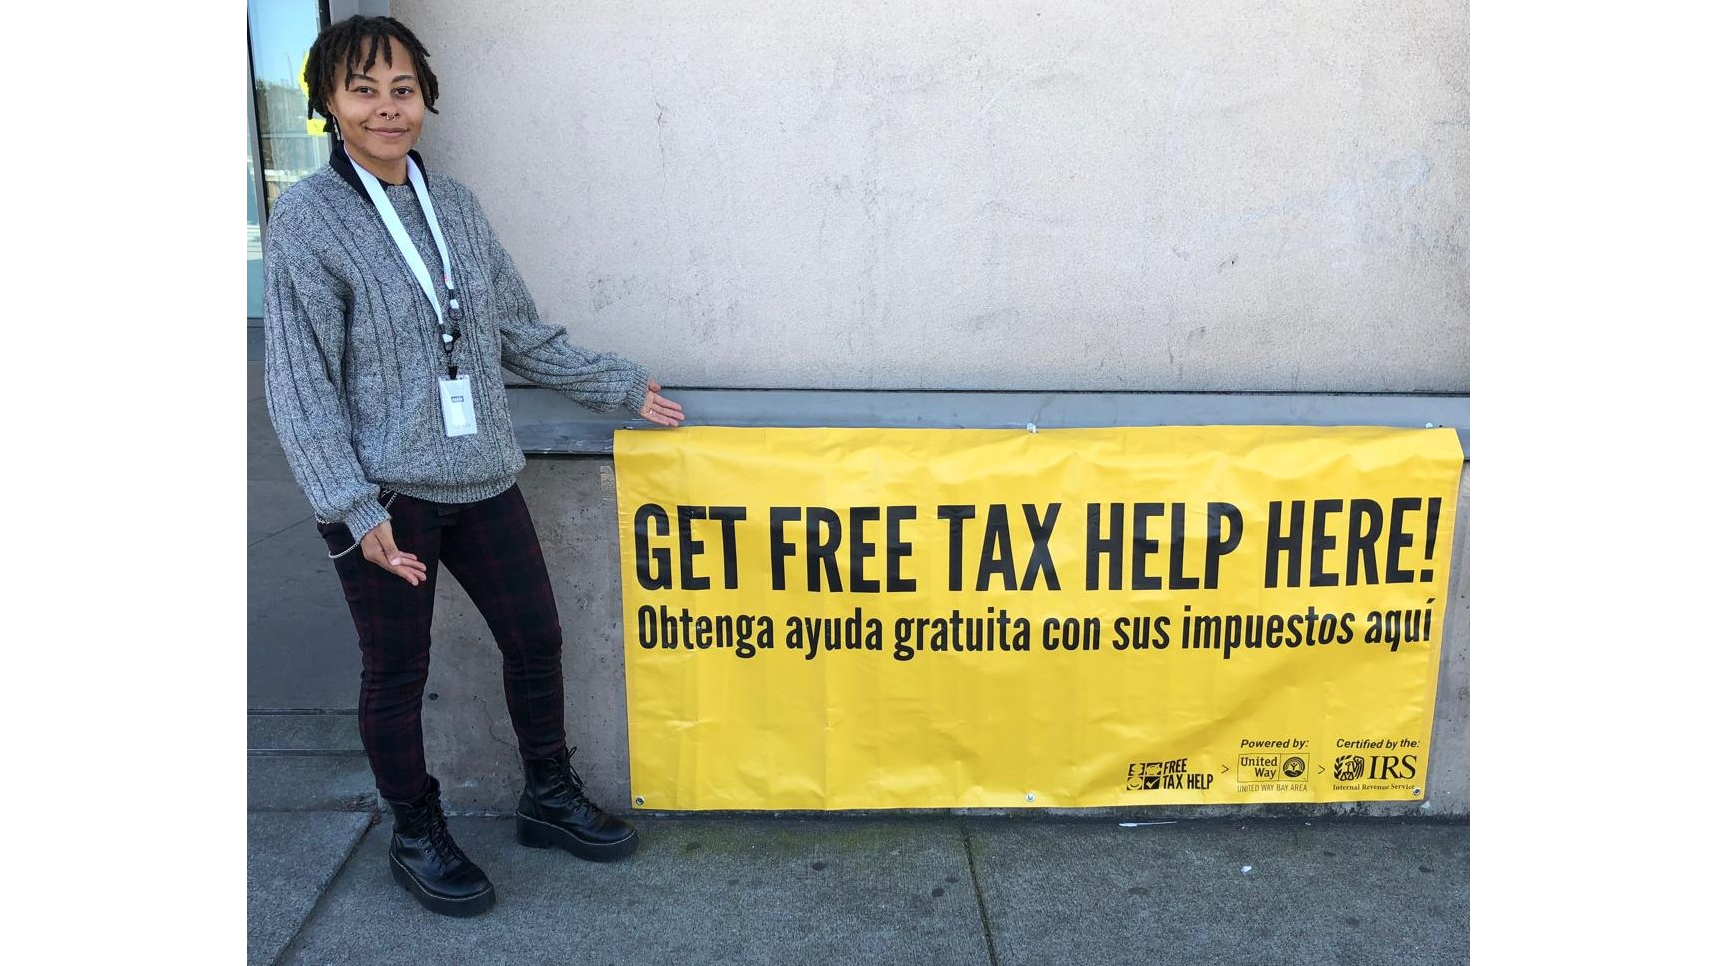 GET FREE TAX HELP HERE!
Obtenga ayuda gratuita con sus impuestos aquí
FREE
TAX HELP
>
Powered by:
United
Way
UNITED WAY BAY AREA
>
Certified by the:
IRS
Internal Revenue Service